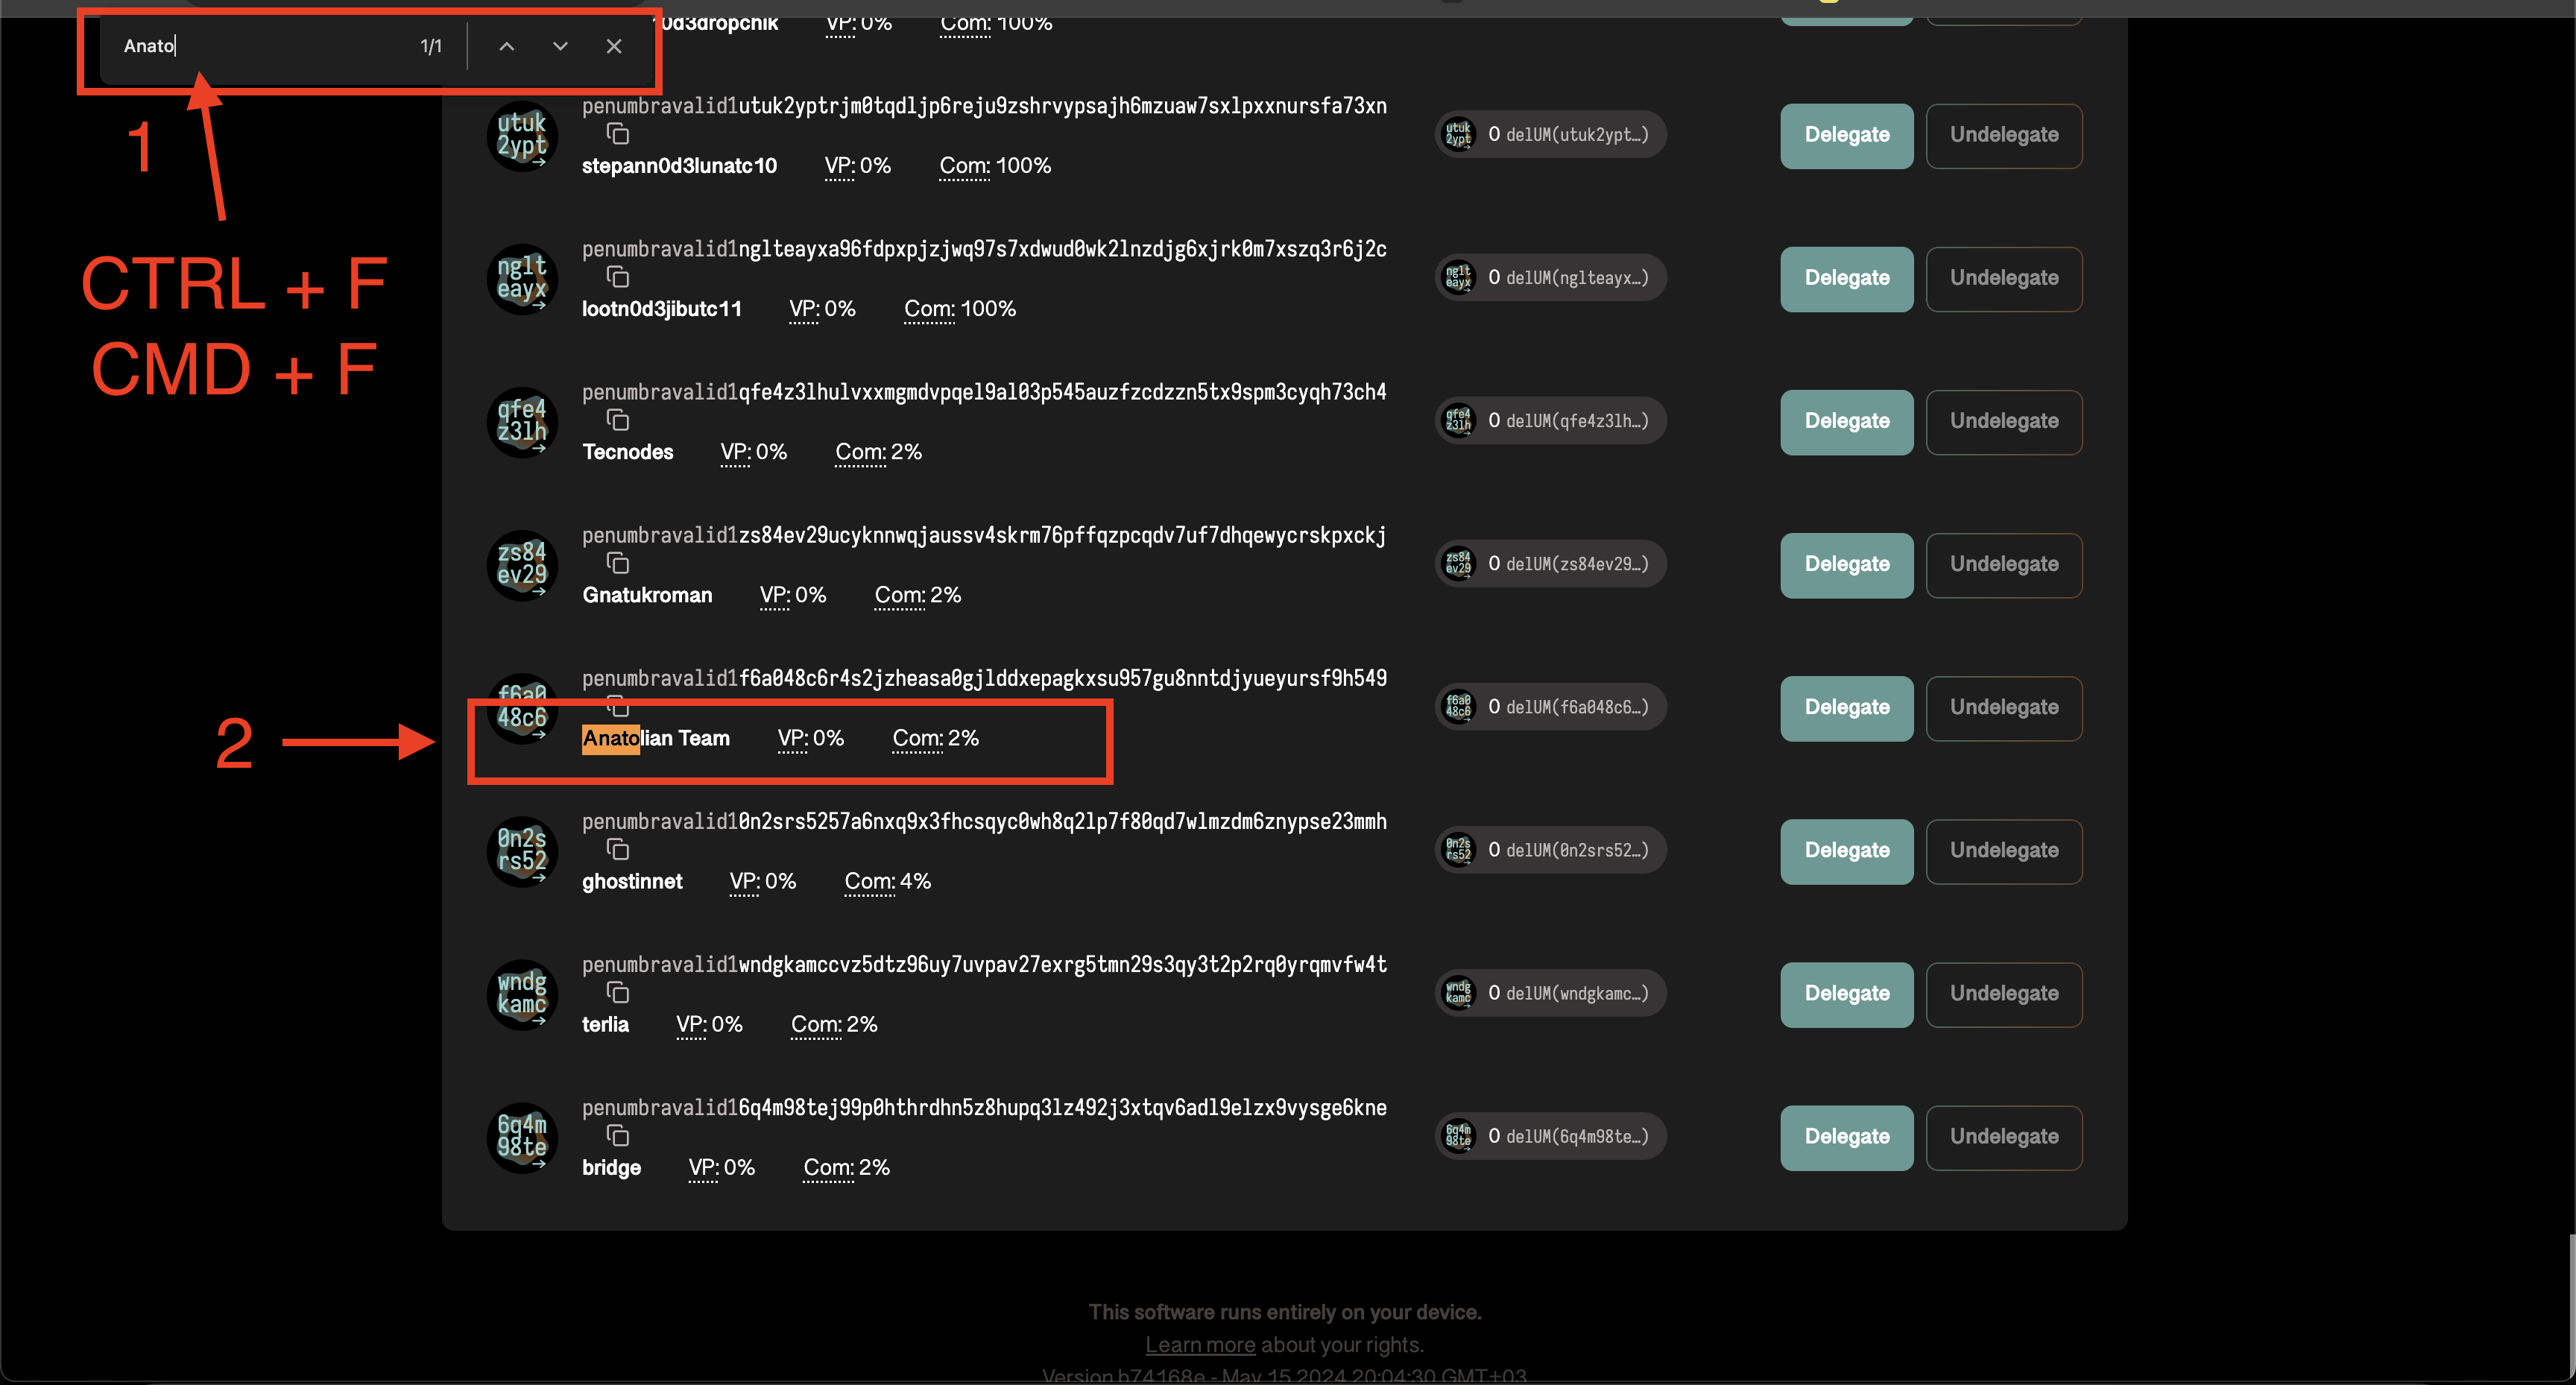 Anato 1/1
n0d3dropchik VP: 0% Com: 100%
1
CTRL + F
CMD + F
utuk
2ypt
penumbravalid1utuk2yptrjm0tqdljp6reju9zshrvypsajh6mzuaw7sxlpxxnursfa73xn
stepann0d3lunatc10 VP: 0% Com: 100%
0 delUM(utuk2ypt…)
Delegate Undelegate
nglt
eayx
penumbravalid1nglteayxa96fdpxpjzjwq97s7xdwud0wk2lnzdjg6xjrk0m7xszq3r6j2c
lootn0d3jibutc11 VP: 0% Com: 100%
0 delUM(nglteayx…)
Delegate Undelegate
qfe4
z3lh
penumbravalid1qfe4z3lhulvxxmgmdvpqel9al03p545auzfzcdzzn5tx9spm3cyqh73ch4
Tecnodes VP: 0% Com: 2%
0 delUM(qfe4z3lh…)
Delegate Undelegate
zs84
ev29
penumbravalid1zs84ev29ucyknnwqjaussv4skrm76pffqzpcqdv7uf7dhqewycrskpxckj
Gnatukroman VP: 0% Com: 2%
0 delUM(zs84ev29…)
Delegate Undelegate
2
f6a0
48c6
penumbravalid1f6a048c6r4s2jzheasa0gjlddxepagkxsu957gu8nntdjyueyursf9h549
Anatolian Team VP: 0% Com: 2%
0 delUM(f6a048c6…)
Delegate Undelegate
0n2s
rs52
penumbravalid10n2srs5257a6nxq9x3fhcsqyc0wh8q2lp7f80qd7wlmzdm6znypse23mmh
ghostinnet VP: 0% Com: 4%
0 delUM(0n2srs52…)
Delegate Undelegate
wndg
kamc
penumbravalid1wndgkamccvz5dtz96uy7uvpav27exrg5tmn29s3qy3t2p2rq0yrqmvfw4t
terlia VP: 0% Com: 2%
0 delUM(wndgkamc…)
Delegate Undelegate
6q4m
98te
penumbravalid16q4m98tej99p0hthrdhn5z8hupq3lz492j3xtqv6adl9elzx9vysge6kne
bridge VP: 0% Com: 2%
0 delUM(6q4m98te…)
Delegate Undelegate
This software runs entirely on your device.
Learn more about your rights.
Version b74168e - May 15 2024 20:04:30 GMT+03